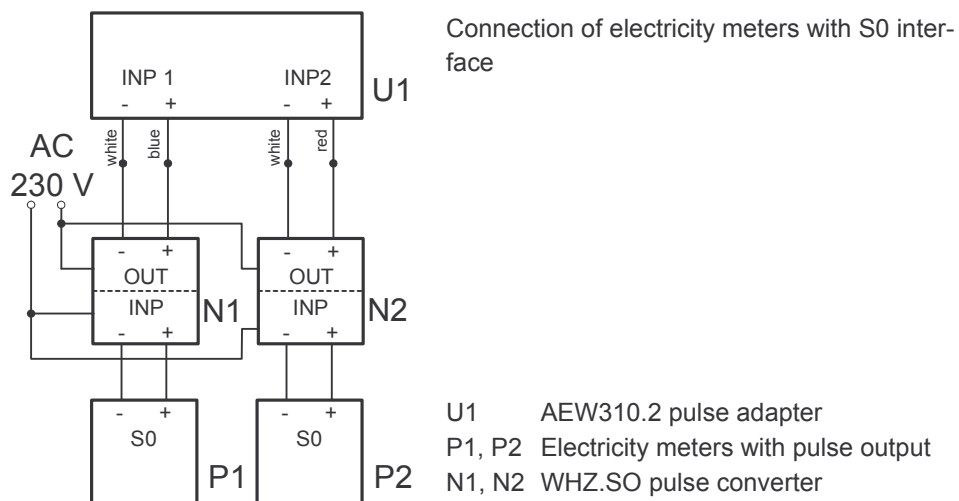 Connection of electricity meters with S0 inter-
face
INP 1 INP2
- + - +
U1
white blue white red
AC
230 V
- + - +
OUT OUT
INP INP
N1 N2
- + - +
- + - +
S0 S0
P1 P2
U1 AEW310.2 pulse adapter
P1, P2 Electricity meters with pulse output
N1, N2 WHZ.SO pulse converter